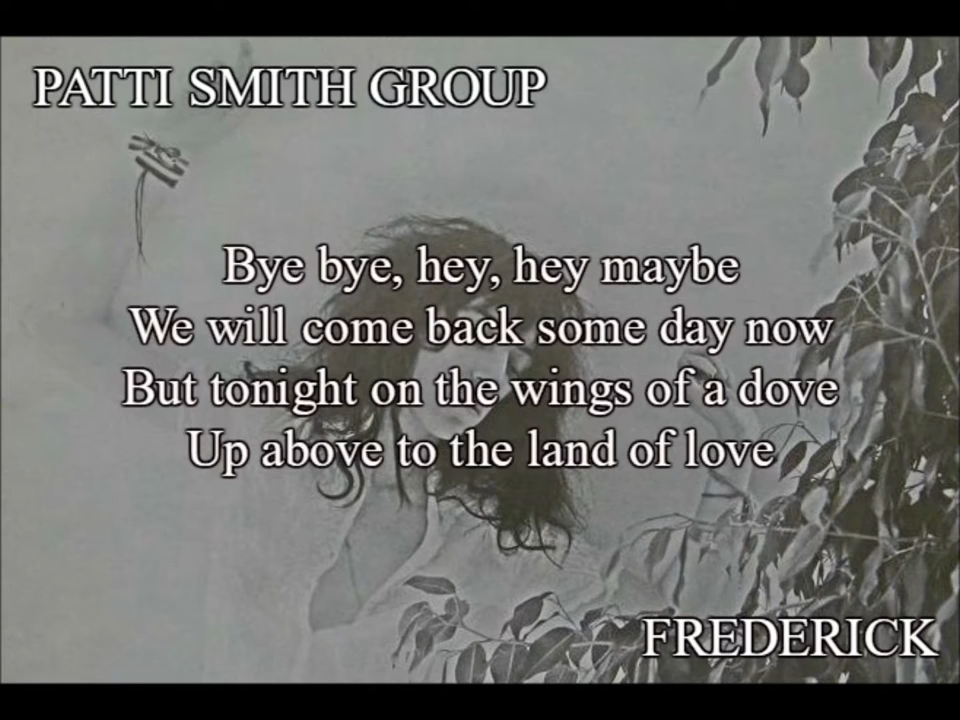 PATTI SMITH GROUP
Bye bye, hey, hey maybe
We will come back some day now
But tonight on the wings of a dove
Up above to the land of love
FREDERICK